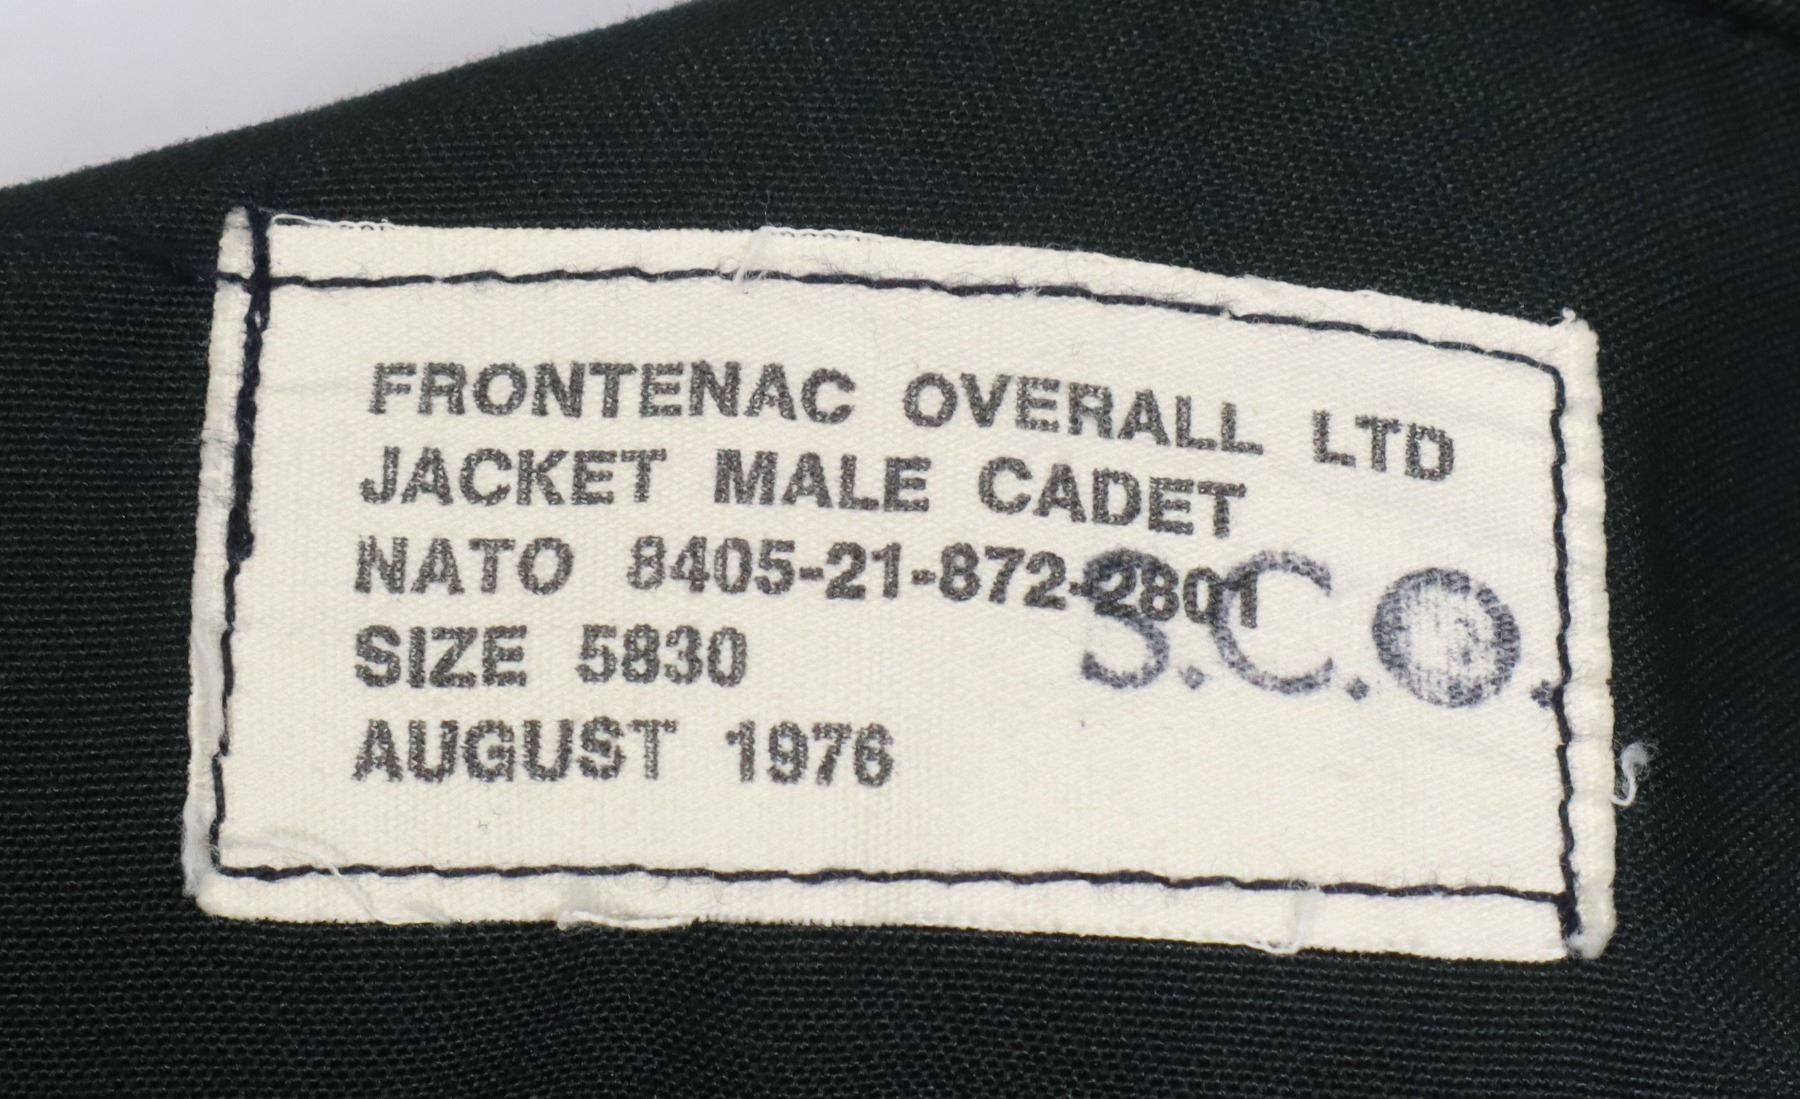 FRONTENAC OVERALL LTD
JACKET MALE CADET
NATO 8405-21-872-2801
S.C.O.
SIZE 5830
AUGUST 1976